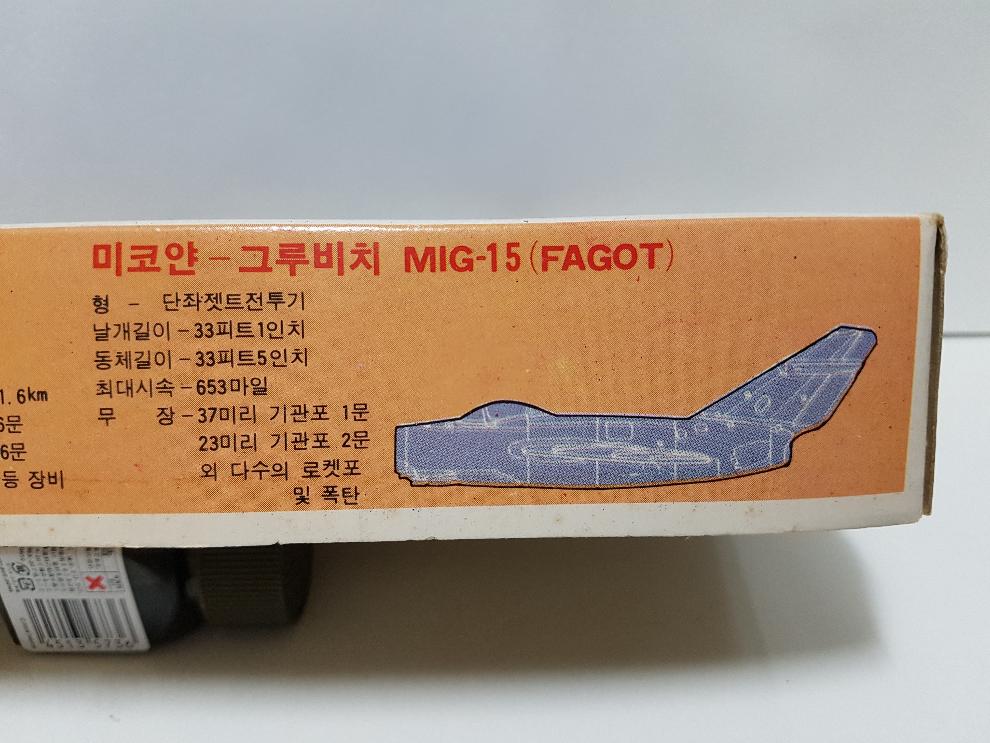 미코얀-그루비치 MIG-15(FAGOT)
형 - 단좌젯트전투기
날개길이-33피트1인치
동체길이-33피트5인치
최대시속-653마일
무 장-37미리 기관포 1문
23미리 기관포 2문
외 다수의 로켓포
및 폭탄
1.6km
6문
6문
등 장비
4513 5736